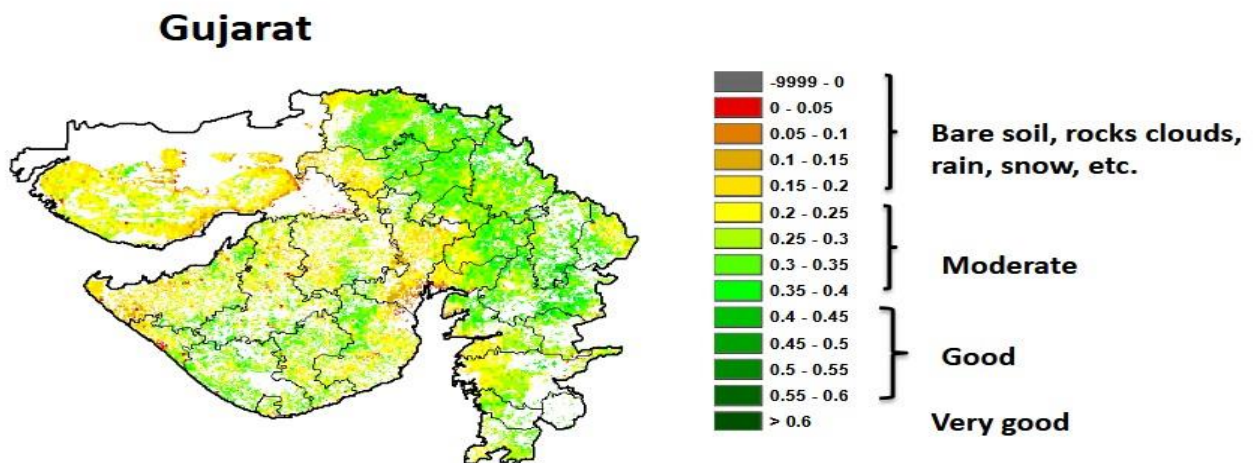 Gujarat
-9999 - 0
0 - 0.05
0.05 - 0.1
0.1 - 0.15
0.15 - 0.2
0.2 - 0.25
0.25 - 0.3
0.3 - 0.35
0.35 - 0.4
0.4 - 0.45
0.45 - 0.5
0.5 - 0.55
0.55 - 0.6
> 0.6
Bare soil, rocks clouds,
rain, snow, etc.
Moderate
Good
Very good